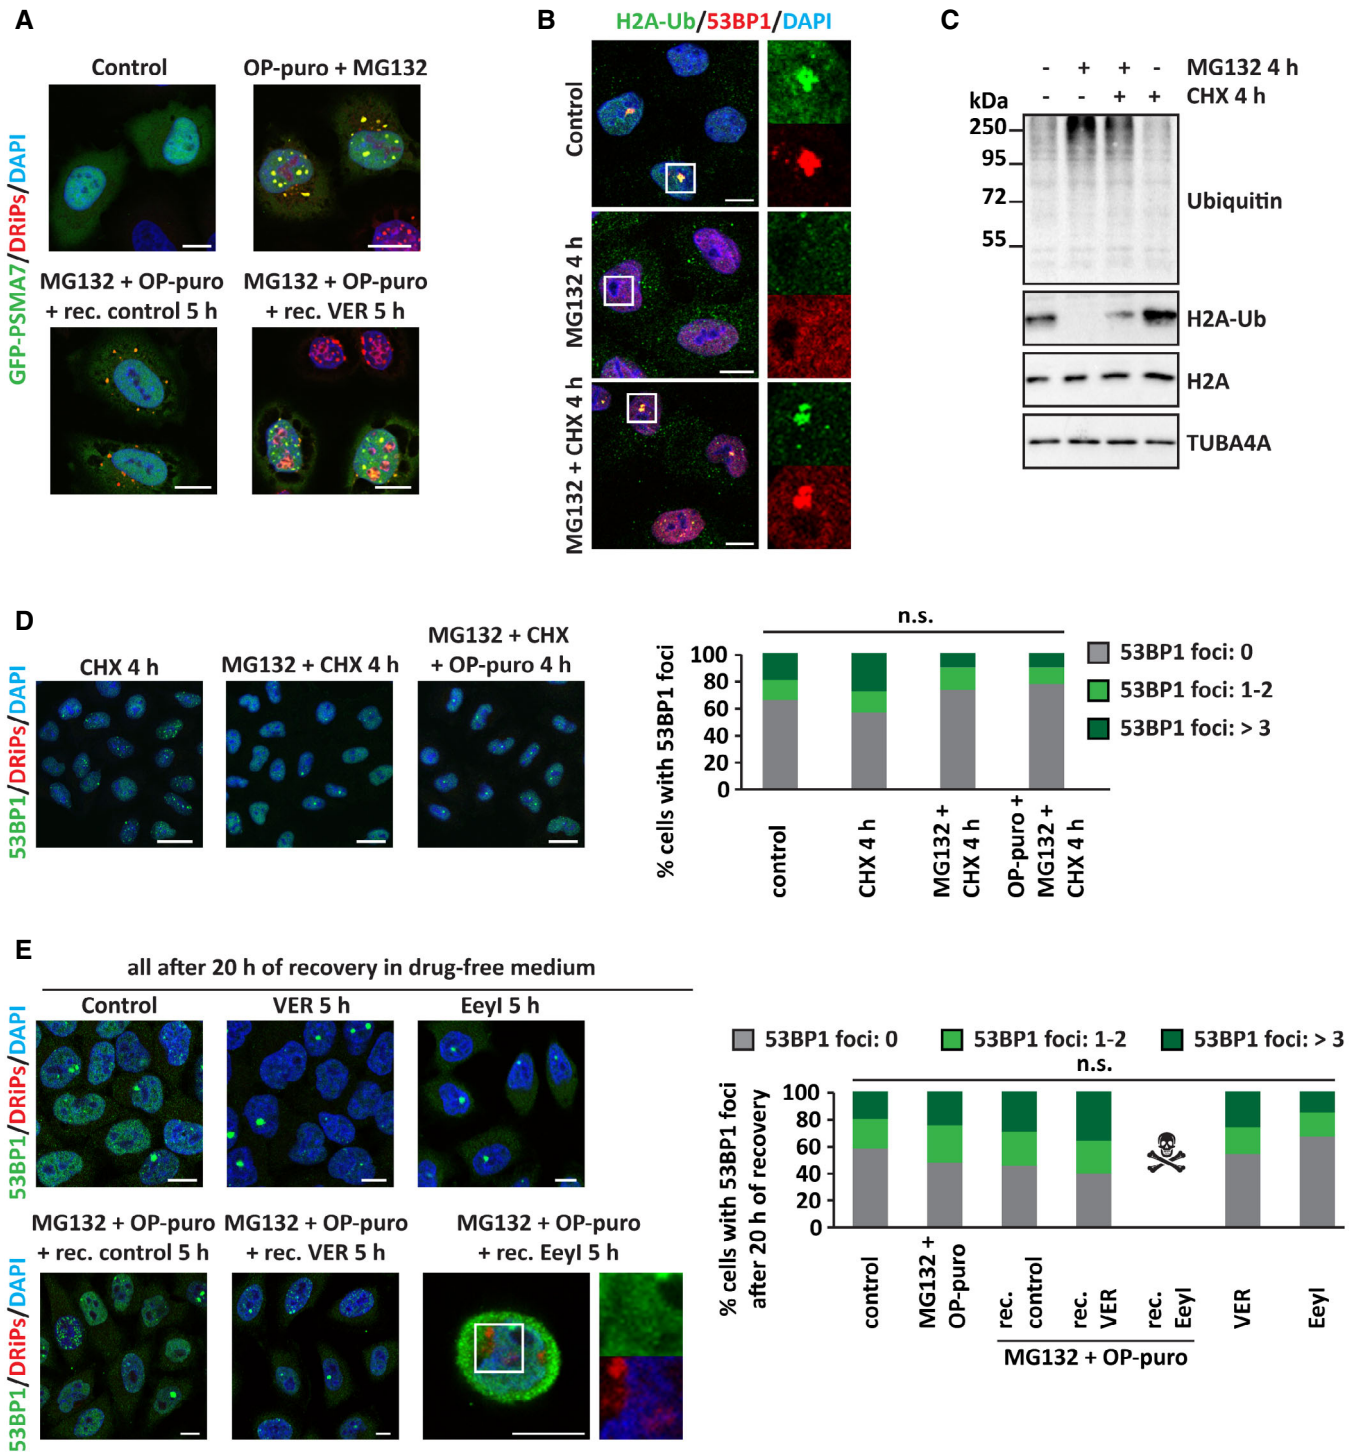 A
Control
OP-puro + MG132
MG132 + OP-puro
+ rec. control 5 h
MG132 + OP-puro
+ rec. VER 5 h
GFP-PSMA7/DRiPs/DAPI
B
H2A-Ub/53BP1/DAPI
Control
MG132 4 h
MG132 + CHX 4 h
C
- + + - MG132 4 h
- - + + CHX 4 h
kDa
250
95
72
55
Ubiquitin
H2A-Ub
H2A
TUBA4A
D
53BP1/DRiPs/DAPI
CHX 4 h
MG132 + CHX 4 h
MG132 + CHX
+ OP-puro 4 h
n.s.
% cells with 53BP1 foci
100
80
60
40
20
0
control
CHX 4 h
MG132 +
CHX 4 h
OP-puro +
MG132 +
CHX 4 h
53BP1 foci: 0
53BP1 foci: 1-2
53BP1 foci: > 3
E
all after 20 h of recovery in drug-free medium
Control
VER 5 h
EeyI 5 h
53BP1/DRiPs/DAPI
MG132 + OP-puro
+ rec. control 5 h
MG132 + OP-puro
+ rec. VER 5 h
MG132 + OP-puro
+ rec. EeyI 5 h
53BP1/DRiPs/DAPI
53BP1 foci: 0
53BP1 foci: 1-2
53BP1 foci: > 3
n.s.
% cells with 53BP1 foci
after 20 h of recovery
100
80
60
40
20
0
control
MG132 +
OP-puro
rec.
control
rec.
VER
rec.
EeyI
VER
EeyI
MG132 + OP-puro